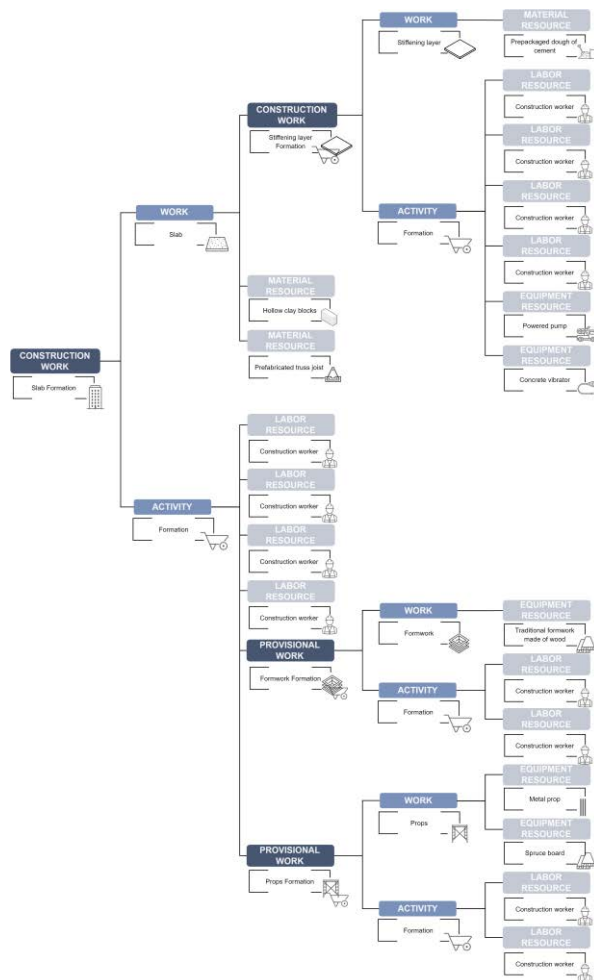 WORK
Stiffening layer
MATERIAL
RESOURCE
Prepackaged dough of
cement
CONSTRUCTION
WORK
Stiffening layer
Formation
LABOR
RESOURCE
Construction worker
LABOR
RESOURCE
Construction worker
LABOR
RESOURCE
Construction worker
ACTIVITY
Formation
LABOR
RESOURCE
Construction worker
EQUIPMENT RESOURCE
Powered pump
EQUIPMENT
RESOURCE
Concrete vibrator
WORK
Slab
MATERIAL
RESOURCE
Hollow clay blocks
MATERIAL
RESOURCE
Prefabricated truss joist
CONSTRUCTION
WORK
Slab Formation
LABOR
RESOURCE
Construction worker
LABOR
RESOURCE
Construction worker
ACTIVITY
Formation
LABOR
RESOURCE
Construction worker
LABOR
RESOURCE
Construction worker
PROVISIONAL
WORK
Formwork Formation
WORK
Formwork
EQUIPMENT
RESOURCE
Traditional formwork
made of wood
ACTIVITY
Formation
LABOR
RESOURCE
Construction worker
LABOR
RESOURCE
Construction worker
PROVISIONAL
WORK
Props Formation
WORK
Props
EQUIPMENT
RESOURCE
Metal prop
EQUIPMENT
RESOURCE
Spruce board
ACTIVITY
Formation
LABOR
RESOURCE
Construction worker
LABOR
RESOURCE
Construction worker